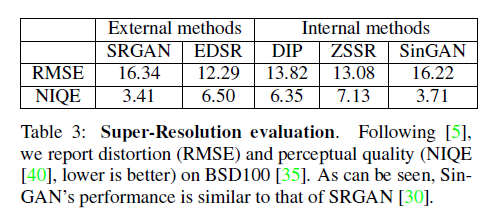 External methods Internal methods
SRGAN EDSR DIP ZSSR SinGAN
RMSE 16.34 12.29 13.82 13.08 16.22
NIQE 3.41 6.50 6.35 7.13 3.71
Table 3: Super-Resolution evaluation. Following [5],
we report distortion (RMSE) and perceptual quality (NIQE
[40], lower is better) on BSD100 [35]. As can be seen, Sin-
GAN's performance is similar to that of SRGAN [30].